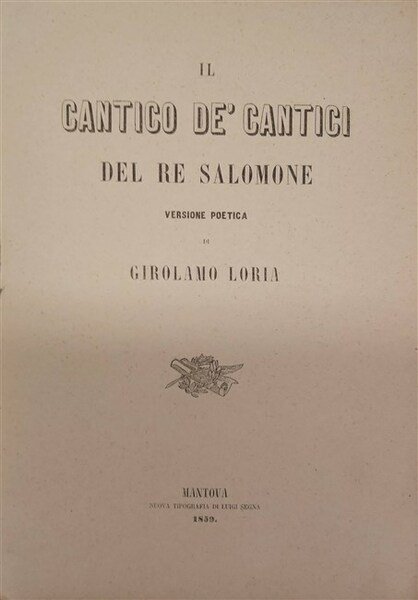 IL
CANTICO DE' CANTICI
DEL RE SALOMONE
VERSIONE POETICA
DI
GIROLAMO LORIA
MANTOVA
NUOVA TIPOGRAFIA DI LUIGI SEGNA
1859.